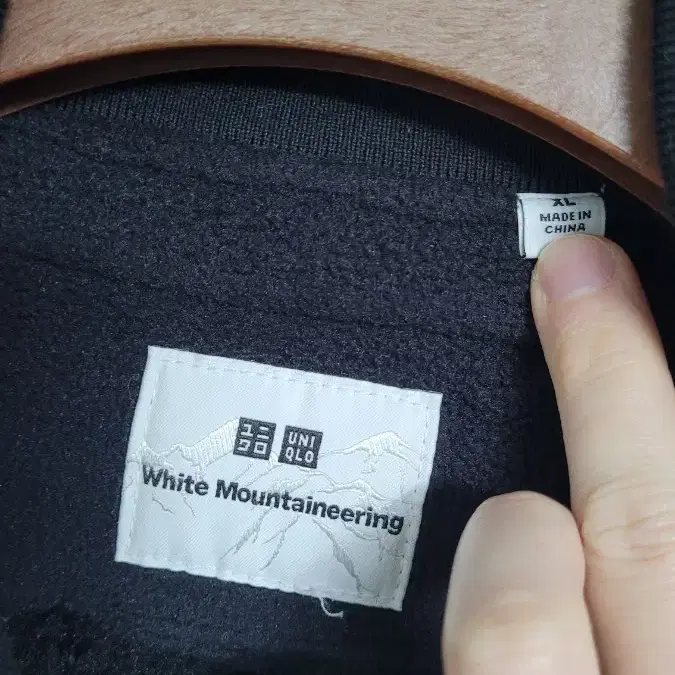 XL
MADE IN
CHINA
ユニ
クロ
UNI
QLO
White Mountaineering